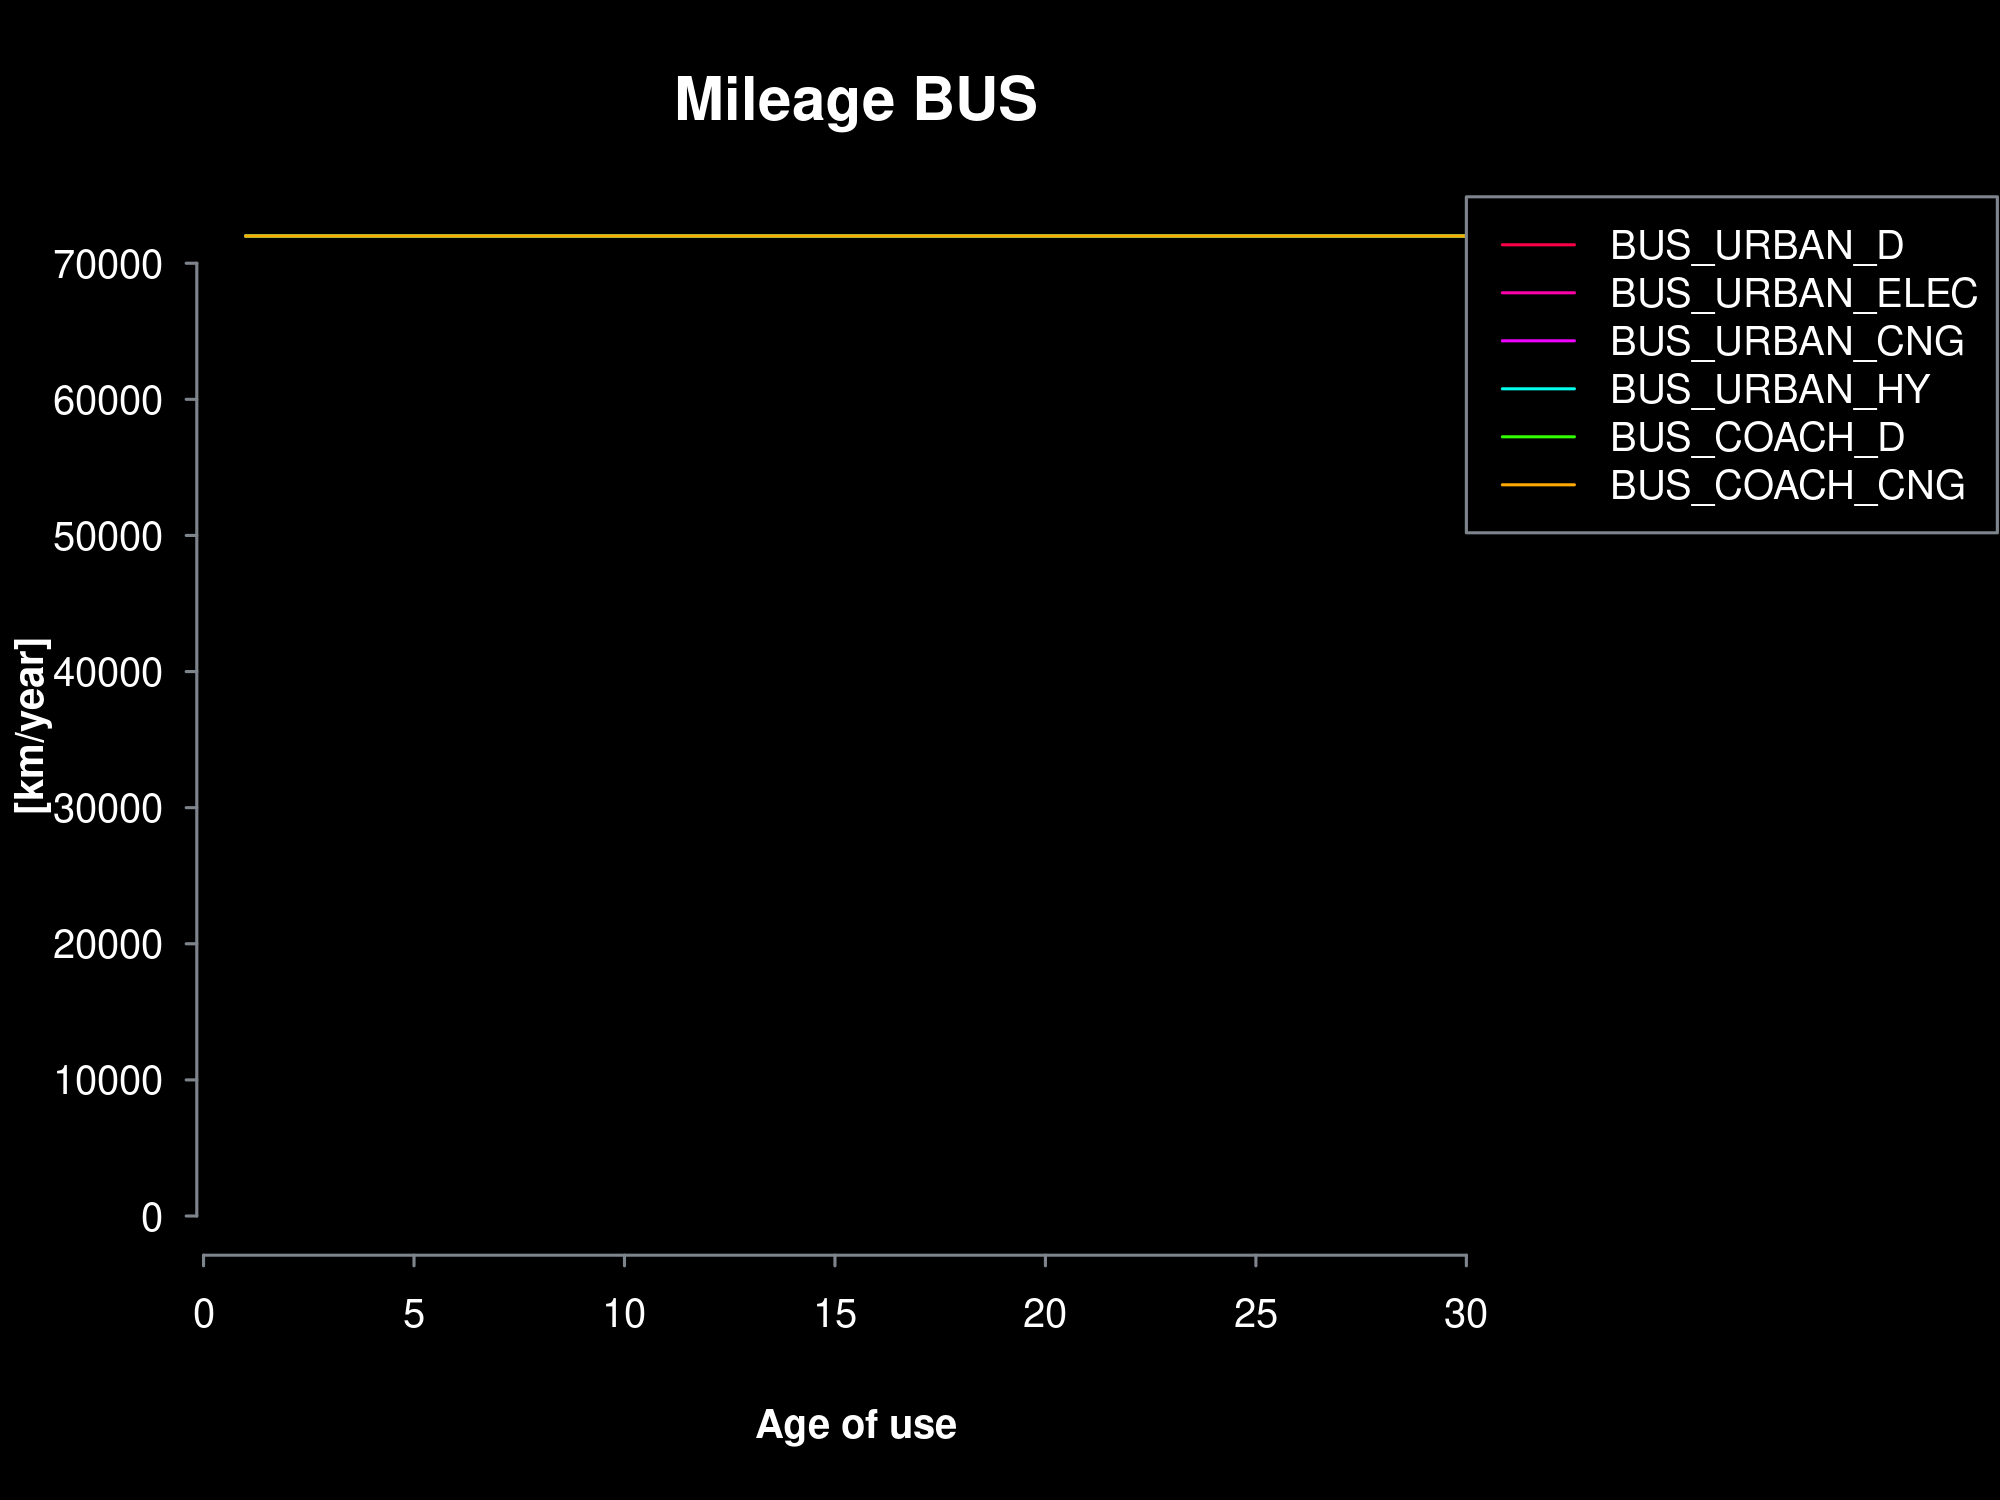 Mileage BUS
70000
60000
50000
40000
30000
20000
10000
0
[km/year]
0 5 10 15 20 25 30
Age of use
BUS_URBAN_D
BUS_URBAN_ELEC
BUS_URBAN_CNG
BUS_URBAN_HY
BUS_COACH_D
BUS_COACH_CNG